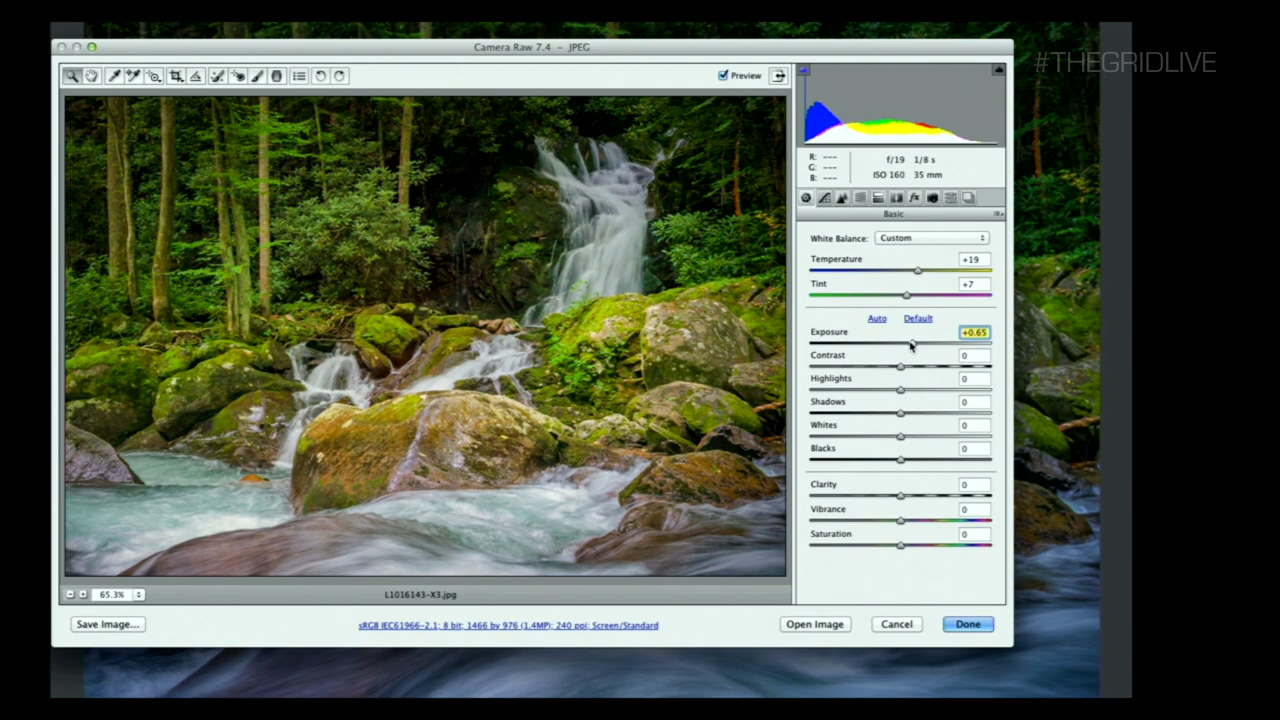 Camera Raw 7.4 – JPEG
#THEGRIDLIVE
Preview
R: ---
G: ---
B: ---
f/19 1/8 s
ISO 160 35 mm
fx
Basic
White Balance: Custom
Temperature +19
Tint +7
Auto Default
Exposure +0.65
Contrast 0
Highlights 0
Shadows 0
Whites 0
Blacks 0
Clarity 0
Vibrance 0
Saturation 0
65.3%
L1016143-X3.jpg
Save Image...
sRGB IEC61966-2.1; 8 bit; 1466 by 976 (1.4MP); 240 ppi; Screen/Standard
Open Image
Cancel
Done